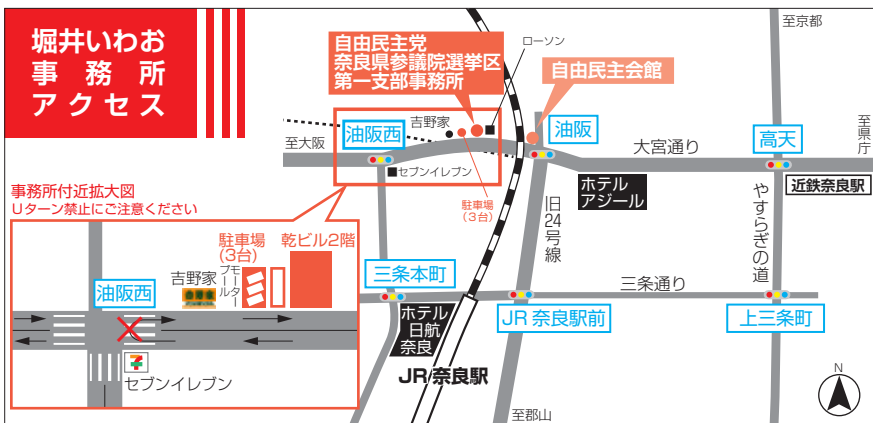 堀井いわお
事務所
アクセス
自由民主党
奈良県参議院選挙区
第一支部事務所
ローソン
自由民主会館
至京都
吉野家
油阪西
油阪
至大阪
大宮通り
高天
至県庁
セブンイレブン
駐車場
(3台)
ホテル
アジール
近鉄奈良駅
旧24号線
やすらぎの道
事務所付近拡大図
Uターン禁止にご注意ください
駐車場
(3台)
乾ビル2階
吉野家
モータープール
油阪西
7
セブンイレブン
三条本町
三条通り
ホテル
日航
奈良
JR 奈良駅前
上三条町
JR 奈良駅
至郡山
N